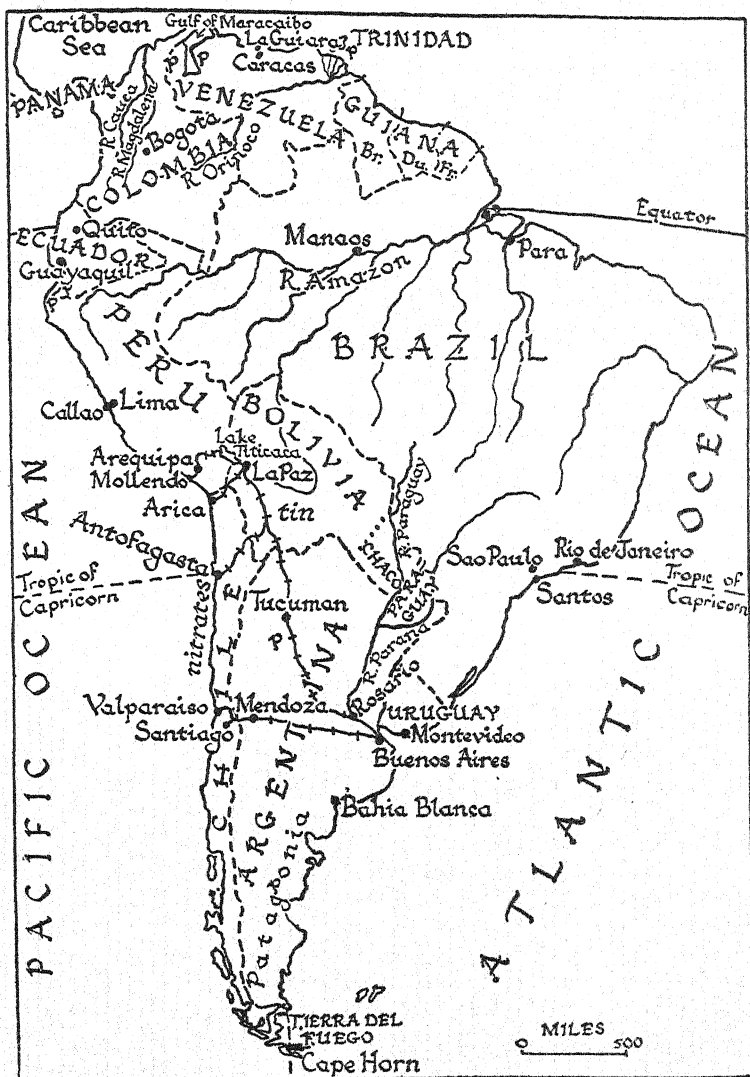 Caribbean
Sea
Gulf of Maracaibo
La Guiara
P
TRINIDAD
P
P
Caracas
PANAMA
R Cauca
R Magdalena
VENEZUELA
GUIANA
Bogota
Br.
Du.
Fr.
COLOMBIA
R Orinoco
Quito
Equator
ECUADOR
Manaos
Para
Guayaquil
R. Amazon
P
PERU
BRAZIL
Callao
Lima
BOLIVIA
Lake
Titicaca
Arequipa
La Paz
Mollendo
Arica
tin
R. Paraguay
Antofagasta
CHACO
Sao Paulo
Rio de Janeiro
Tropic of
Capricorn
Tropic of
Capricorn
PARA
GUAY
Santos
nitrates
Tucuman
P
R. Parana
Rosario
Valparaiso
Mendoza
URUGUAY
Santiago
Montevideo
Buenos Aires
CHILE
ARGENTINA
Bahia Blanca
Patagonia
PACIFIC OCEAN
ATLANTIC OCEAN
TIERRA DEL
FUEGO
Cape Horn
MILES
0 500